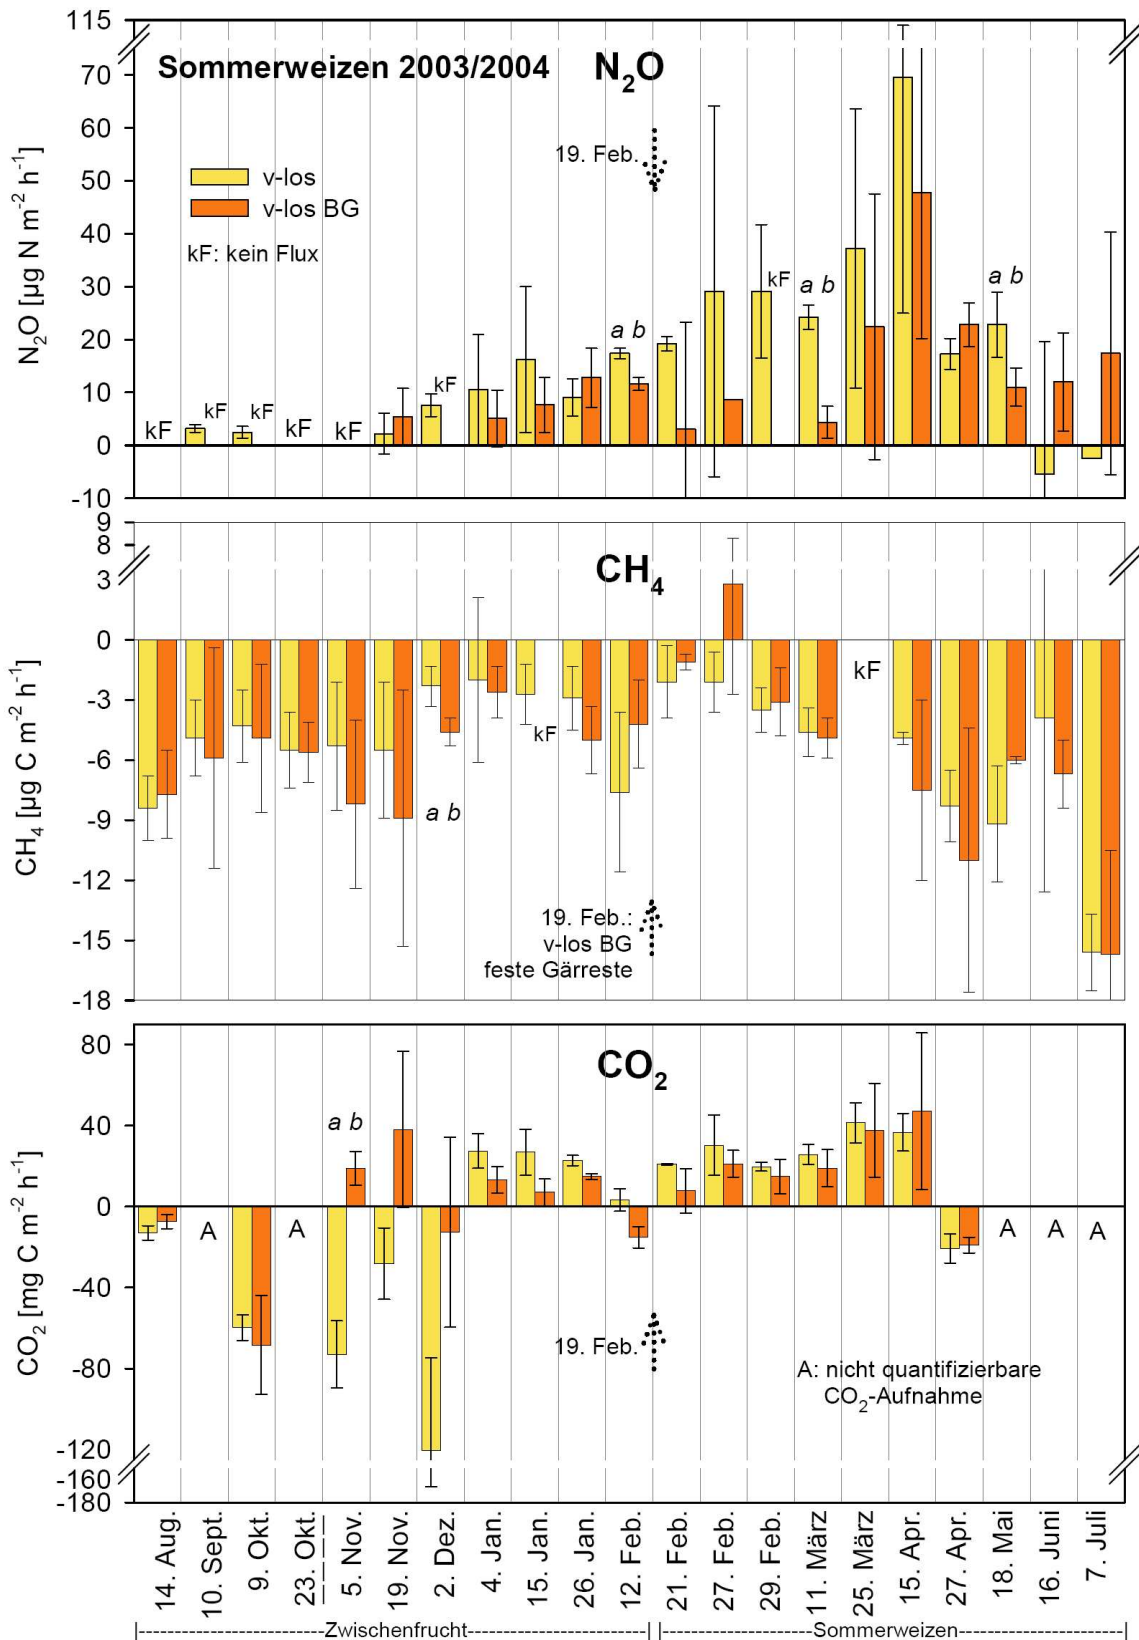 115
Sommerweizen 2003/2004 N2O
70
60
50
40
30
20
10
0
-10
N2O [µg N m-2 h-1]
19. Feb.
v-los
v-los BG
kF: kein Flux
kF kF kF kF kF kF a b kF a b a b
9
8
3
0
-3
-6
-9
-12
-15
-18
CH4
CH4 [µg C m-2 h-1]
kF
kF
a b
19. Feb.:
v-los BG
feste Gärreste
80
40
0
-40
-80
-120
-160
-180
CO2
CO2 [mg C m-2 h-1]
a b
A A A A A
19. Feb.
A: nicht quantifizierbare
CO2-Aufnahme
14. Aug.
10. Sept.
9. Okt.
23. Okt.
5. Nov.
19. Nov.
2. Dez.
4. Jan.
15. Jan.
26. Jan.
12. Feb.
21. Feb.
27. Feb.
29. Feb.
11. März
25. März
15. Apr.
27. Apr.
18. Mai
16. Juni
7. Juli
Zwischenfrucht
Sommerweizen